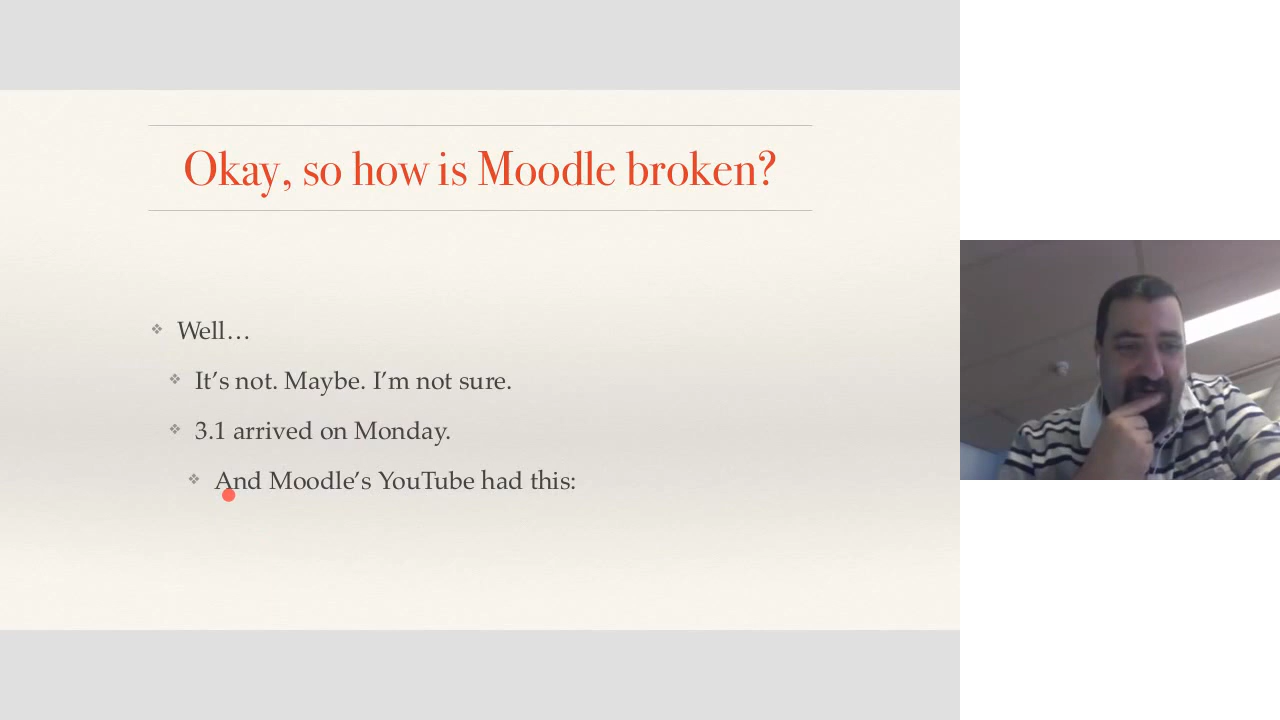 Okay, so how is Moodle broken?
Well…
It’s not. Maybe. I’m not sure.
3.1 arrived on Monday.
And Moodle’s YouTube had this: